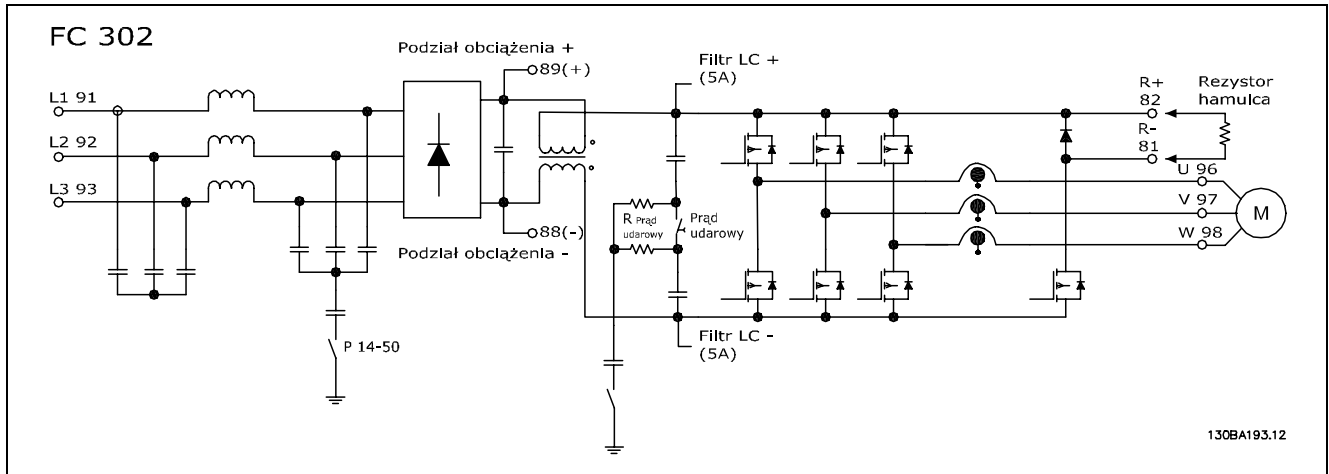 FC 302
Podział obciążenia +
89(+)
Filtr LC +
(5A)
R+
82
Rezystor
hamulca
L1 91
R-
81
L2 92
U 96
L3 93
V 97
M
R Prąd
udarowy
Prąd
udarowy
88(-)
W 98
Podział obciążenia -
Filtr LC -
(5A)
P 14-50
130BA193.12